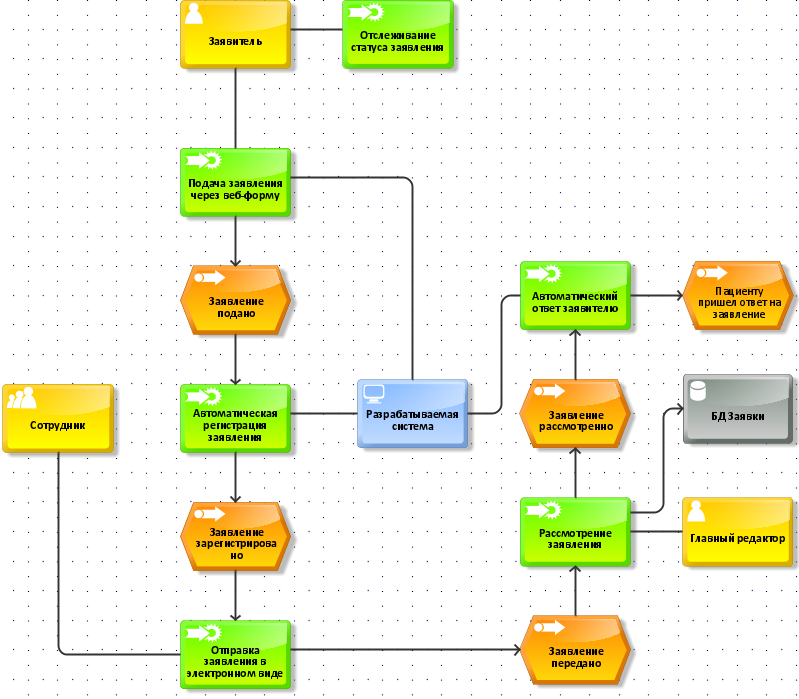 Заявитель
Отслеживание
статуса заявления
Подача заявления
через веб-форму
Заявление
подано
Автоматический
ответ заявителю
Пациенту
пришел ответ на
заявление
Сотрудник
Автоматическая
регистрация
заявления
Разрабатываемая
система
Заявление
рассмотренно
БД Заявки
Заявление
зарегистрирова
но
Рассмотрение
заявления
Главный редактор
Отправка
заявления в
электронном виде
Заявление
передано